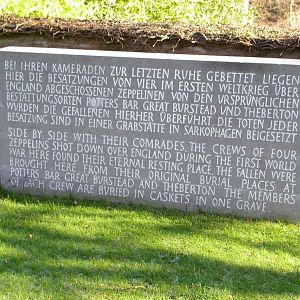 BEI IHREN KAMERADEN ZUR LETZTEN RUHE GEBETTET LIEGEN
HIER DIE BESATZUNGEN VON VIER IM ERSTEN WELTKRIEG ÜBER
ENGLAND ABGESCHOSSENEN ZEPPELINEN. VON DEN URSPRÜNGLICHEN
BESTATTUNGSORTEN POTTERS BAR GREAT BURSTEAD UND THEBERTON
WURDEN DIE GEFALLENEN HIERHER ÜBERFÜHRT. DIE TOTEN JEDER
BESATZUNG SIND IN EINER GRABSTÄTTE IN SARKOPHAGEN BEIGESETZT
SIDE BY SIDE WITH THEIR COMRADES, THE CREWS OF FOUR
ZEPPELINS SHOT DOWN OVER ENGLAND DURING THE FIRST WORLD
WAR HERE FOUND THEIR ETERNAL RESTING PLACE. THE FALLEN WERE
BROUGHT HERE FROM THEIR ORIGINAL BURIAL PLACES AT
POTTERS BAR GREAT BURSTEAD AND THEBERTON. THE MEMBERS
OF EACH CREW ARE BURIED IN CASKETS IN ONE GRAVE.